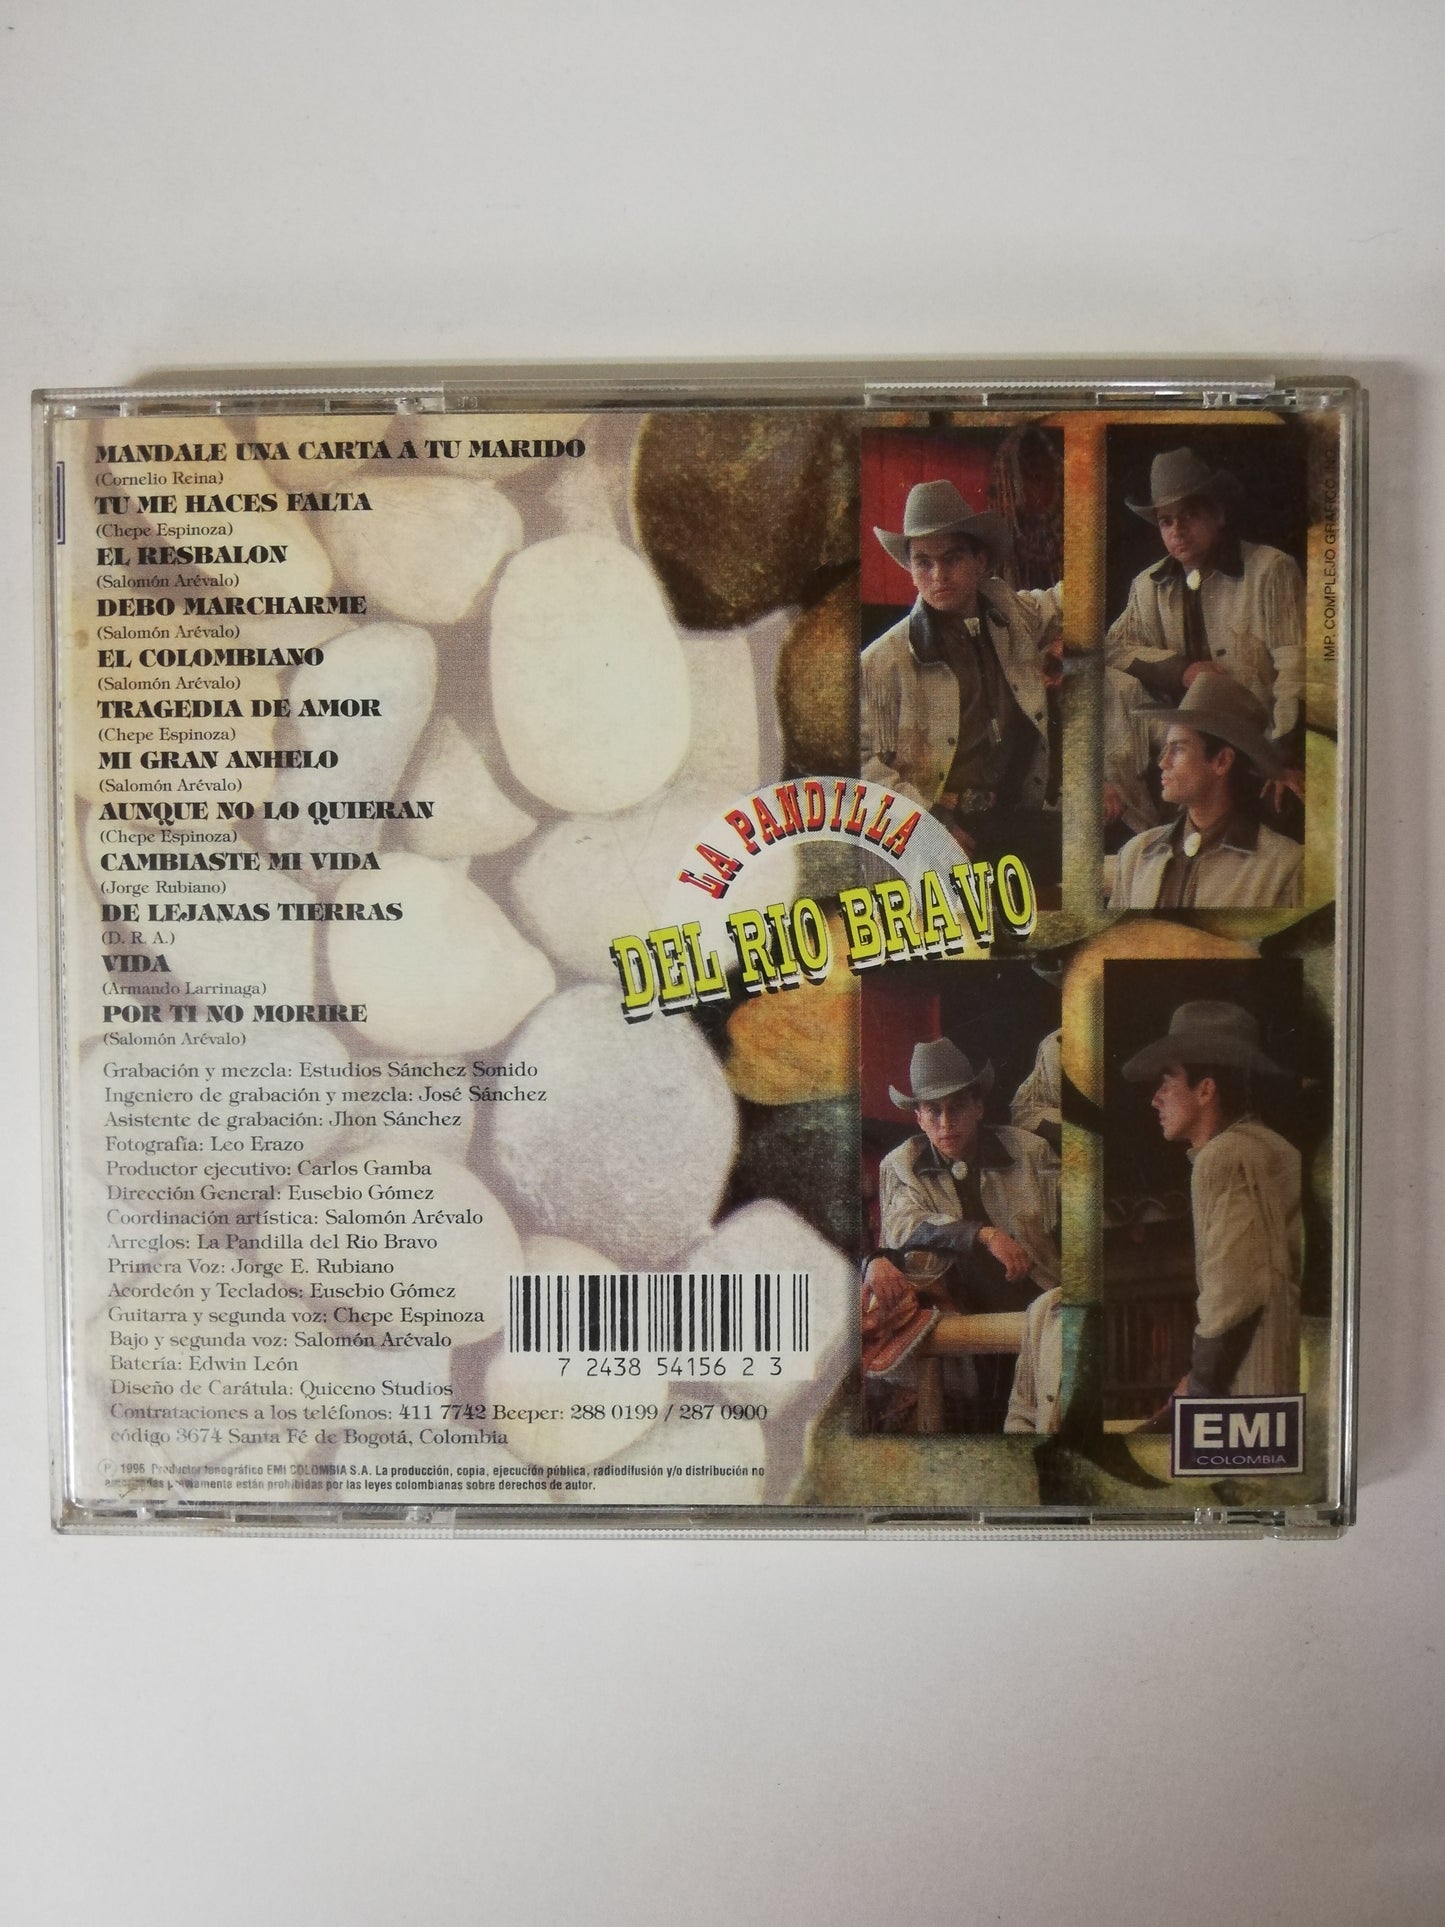 MANDALE UNA CARTA A TU MARIDO
(Cornelio Reina)
TU ME HACES FALTA
(Chepe Espinoza)
EL RESBALON
(Salomón Arévalo)
DEBO MARCHARME
(Salomón Arévalo)
EL COLOMBIANO
(Salomón Arévalo)
TRAGEDIA DE AMOR
(Chepe Espinoza)
MI GRAN ANHELO
(Salomón Arévalo)
AUNQUE NO LO QUIERAN
(Chepe Espinoza)
CAMBIASTE MI VIDA
(Jorge Rubiano)
DE LEJANAS TIERRAS
(D. R. A.)
VIDA
(Armando Larrinaga)
POR TI NO MORIRE
(Salomón Arévalo)
Grabación y mezcla: Estudios Sánchez Sonido
Ingeniero de grabación y mezcla: José Sánchez
Asistente de grabación: Jhon Sánchez
Fotografía: Leo Erazo
Productor ejecutivo: Carlos Gamba
Dirección General: Eusebio Gómez
Coordinación artística: Salomón Arévalo
Arreglos: La Pandilla del Rio Bravo
Primera Voz: Jorge E. Rubiano
Acordeón y Teclados: Eusebio Gómez
Guitarra y segunda voz: Chepe Espinoza
Bajo y segunda voz: Salomón Arévalo
Batería: Edwin León
Diseño de Carátula: Quiceno Studios
Contrataciones a los teléfonos: 411 7742 Beeper: 288 0199 / 287 0900
código 3674 Santa Fé de Bogotá, Colombia
℗ 1996 Productor fonográfico EMI COLOMBIA S.A. La producción, copia, ejecución pública, radiodifusión y/o distribución no
están prohibidas por las leyes colombianas sobre derechos de autor.
7 2438 54156 2 3
LA PANDILLA
DEL RIO BRAVO
EMI
COLOMBIA
IMP. COMPLEJO GRAFICO